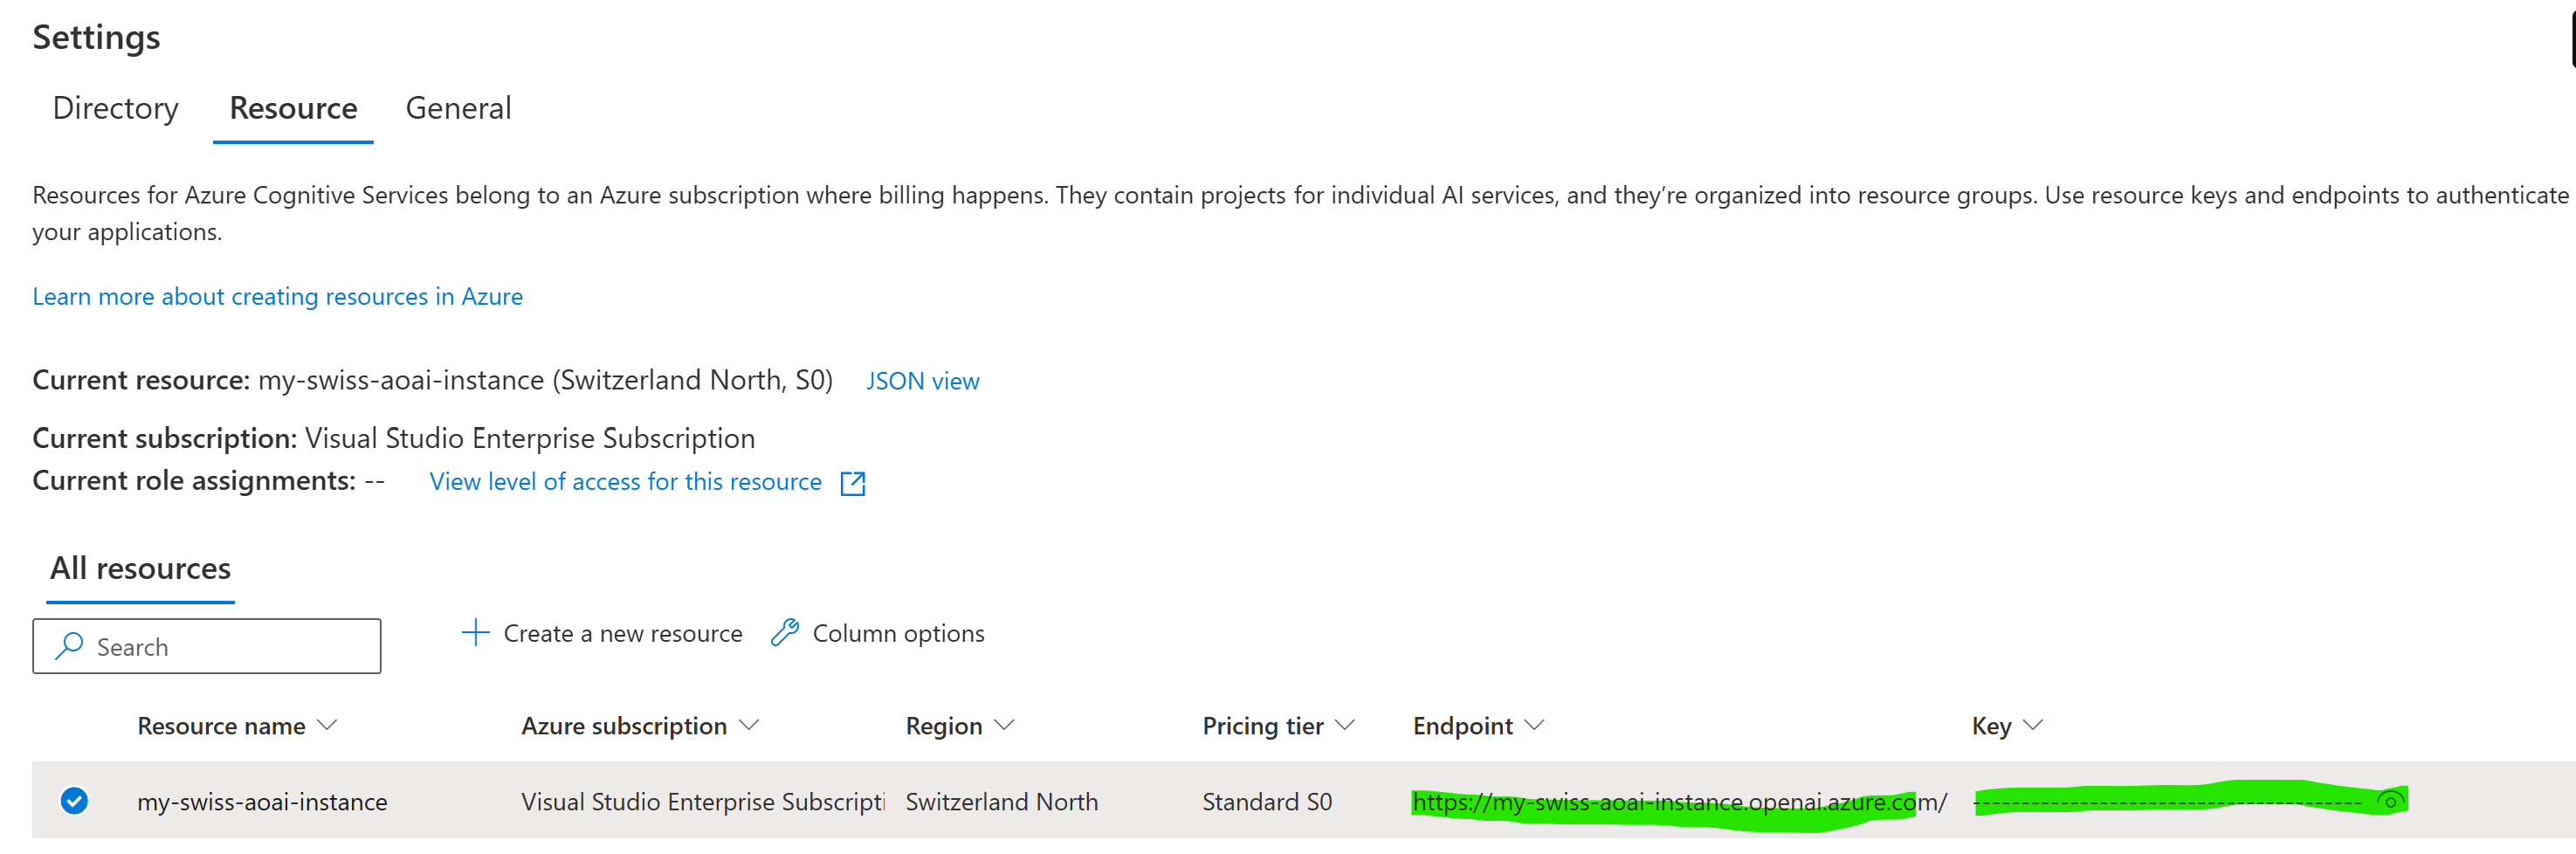 Settings
Directory Resource General
Resources for Azure Cognitive Services belong to an Azure subscription where billing happens. They contain projects for individual AI services, and they’re organized into resource groups. Use resource keys and endpoints to authenticate
your applications.
Learn more about creating resources in Azure
Current resource: my-swiss-aoai-instance (Switzerland North, S0) JSON view
Current subscription: Visual Studio Enterprise Subscription
Current role assignments: -- View level of access for this resource
All resources
Search Create a new resource Column options
Resource name Azure subscription Region Pricing tier Endpoint Key
my-swiss-aoai-instance Visual Studio Enterprise Subscripti Switzerland North Standard S0 https://my-swiss-aoai-instance.openai.azure.com/ --------------------------------